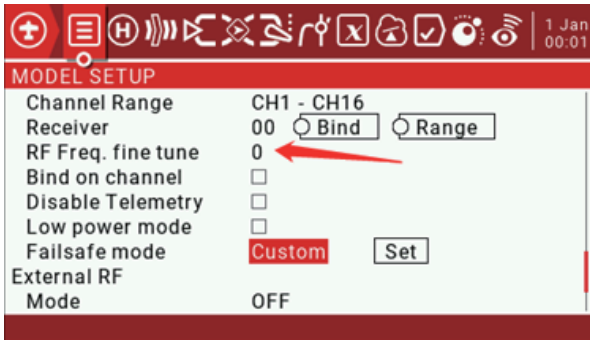 1 Jan
00:01
MODEL SETUP
Channel Range CH1 - CH16
Receiver 00 Bind Range
RF Freq. fine tune 0
Bind on channel
Disable Telemetry
Low power mode
Failsafe mode Custom Set
External RF
Mode OFF